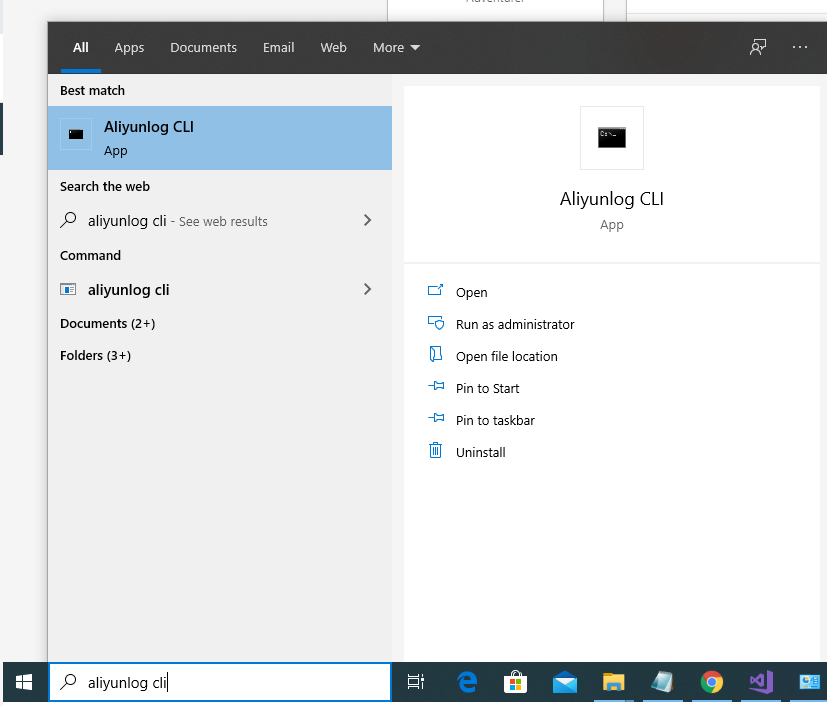 Adventurer
All
Apps
Documents
Email
Web
More
Best match
Aliyunlog CLI
App
Search the web
aliyunlog cli - See web results
Command
aliyunlog cli
Documents (2+)
Folders (3+)
C:\>_
Aliyunlog CLI
App
Open
Run as administrator
Open file location
Pin to Start
Pin to taskbar
Uninstall
aliyunlog cli